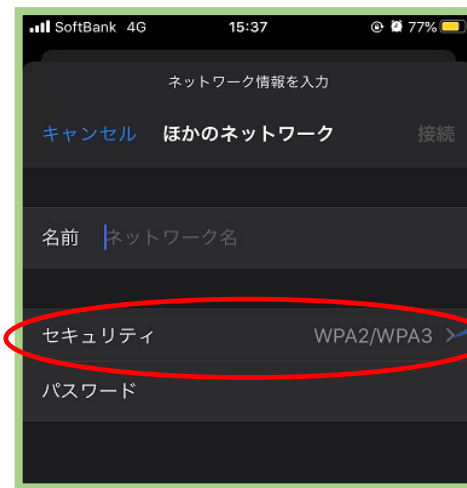 SoftBank 4G 15:37 77%
ネットワーク情報を入力
キャンセル ほかのネットワーク 接続
名前 ネットワーク名
セキュリティ WPA2/WPA3
パスワード